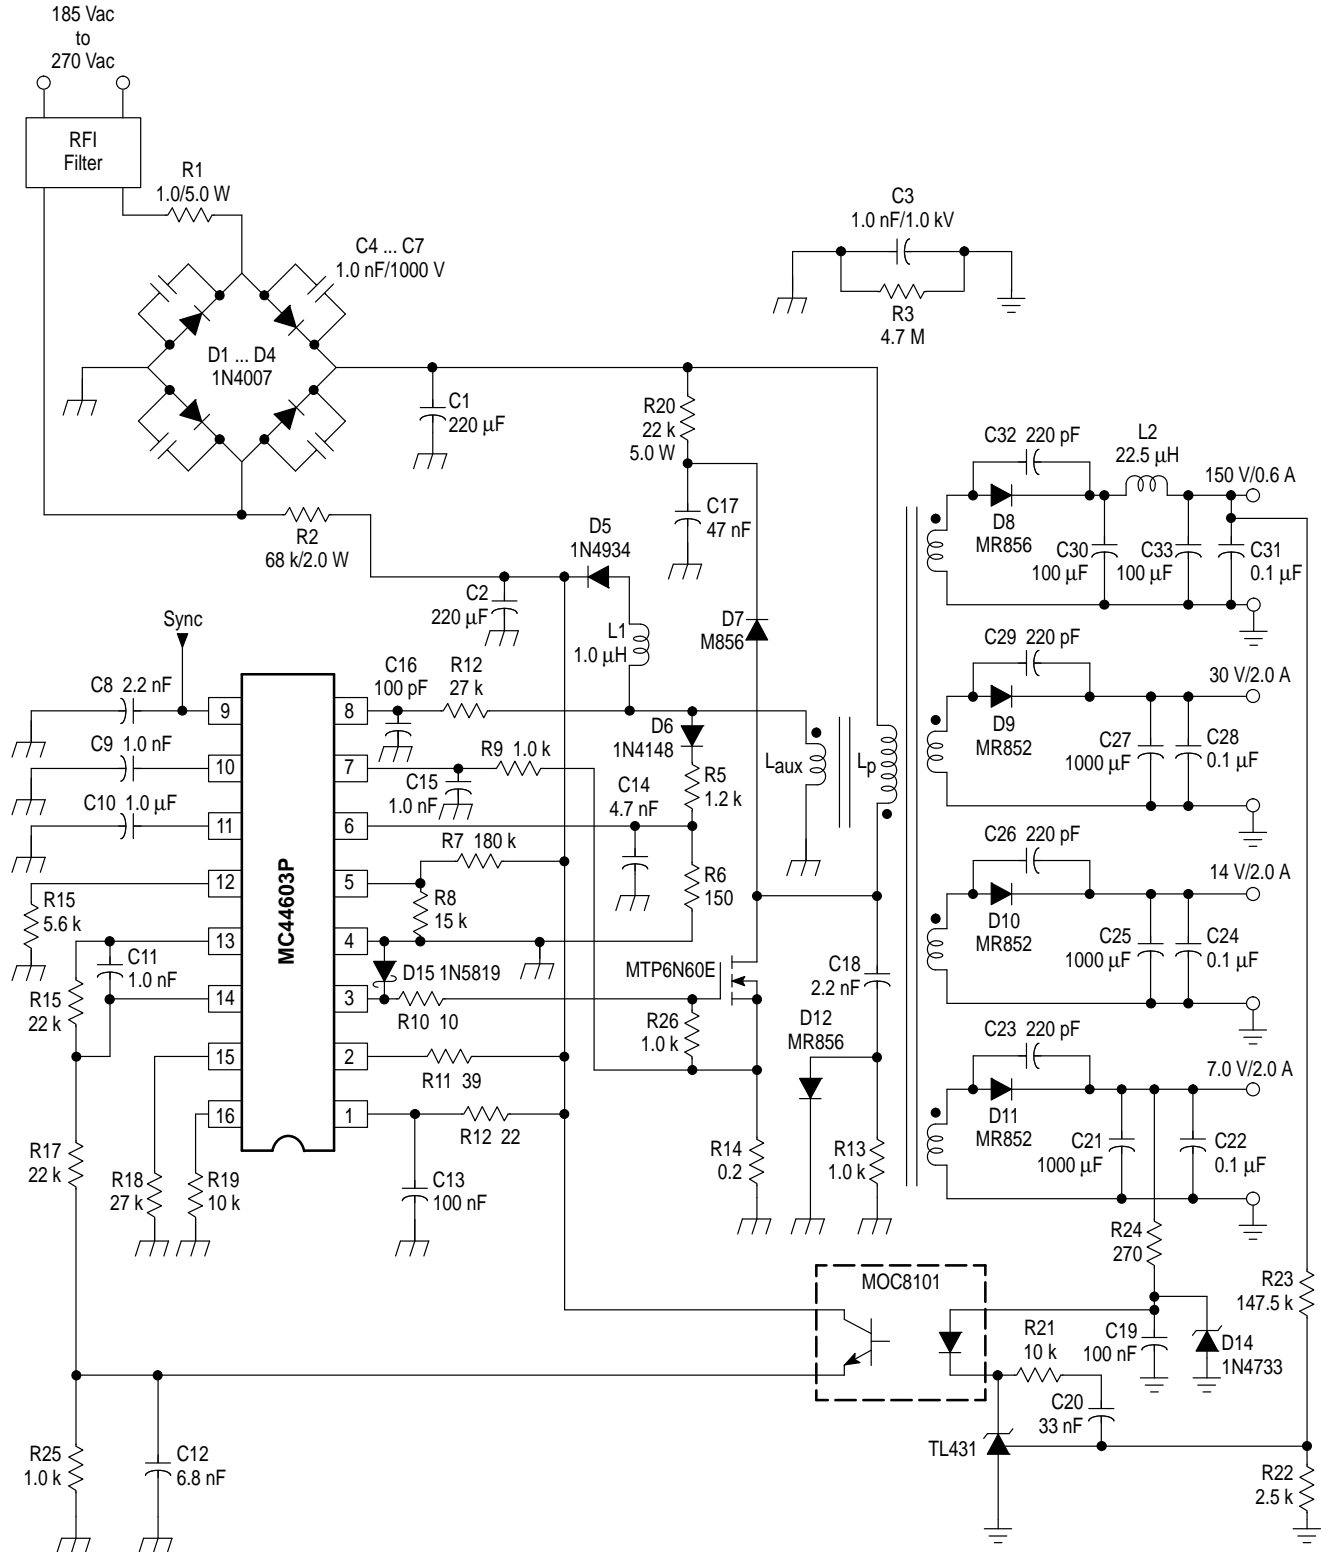 185 Vac
to
270 Vac
RFI
Filter
R1
1.0/5.0 W
C4 ... C7
1.0 nF/1000 V
C3
1.0 nF/1.0 kV
R3
4.7 M
D1 ... D4
1N4007
C1
220 µF
R20
22 k
5.0 W
C17
47 nF
R2
68 k/2.0 W
D5
1N4934
C2
220 µF
L1
1.0 µH
D7
M856
C32 220 pF
L2
22.5 µH
150 V/0.6 A
D8
MR856
C30
100 µF
C33
100 µF
C31
0.1 µF
Sync
C8 2.2 nF
9
C9 1.0 nF
10
C10 1.0 µF
11
12
R15
5.6 k
13
C11
1.0 nF
R15
22 k
14
15
16
MC44603P
8
7
6
5
4
3
2
1
C16
100 pF
R12
27 k
R9 1.0 k
C15
1.0 nF
D6
1N4148
C14
4.7 nF
R5
1.2 k
R7 180 k
R8
15 k
R6
150
D15 1N5819
R10 10
R11 39
R12 22
C13
100 nF
Laux
Lp
MTP6N60E
R26
1.0 k
C18
2.2 nF
D12
MR856
R14
0.2
R13
1.0 k
C29 220 pF
30 V/2.0 A
D9
MR852
C27
1000 µF
C28
0.1 µF
C26 220 pF
14 V/2.0 A
D10
MR852
C25
1000 µF
C24
0.1 µF
C23 220 pF
7.0 V/2.0 A
D11
MR852
C21
1000 µF
C22
0.1 µF
R17
22 k
R18
27 k
R19
10 k
R24
270
MOC8101
R23
147.5 k
R21
10 k
C19
100 nF
D14
1N4733
C20
33 nF
TL431
R25
1.0 k
C12
6.8 nF
R22
2.5 k